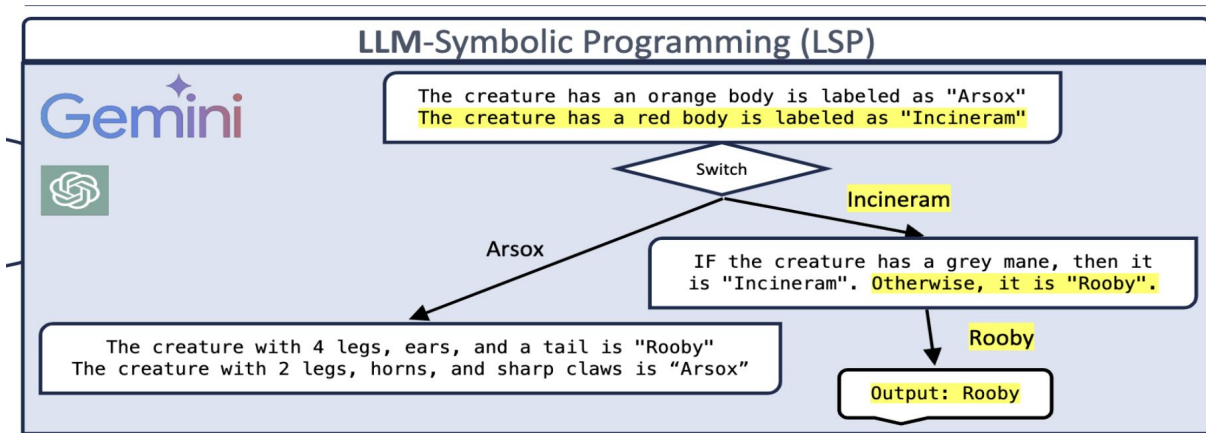 LLM-Symbolic Programming (LSP)
Gemini
The creature has an orange body is labeled as "Arsox"
The creature has a red body is labeled as "Incineram"
Switch
Incineram
Arsox
IF the creature has a grey mane, then it
is "Incineram". Otherwise, it is "Rooby".
The creature with 4 legs, ears, and a tail is "Rooby"
The creature with 2 legs, horns, and sharp claws is “Arsox”
Rooby
Output: Rooby